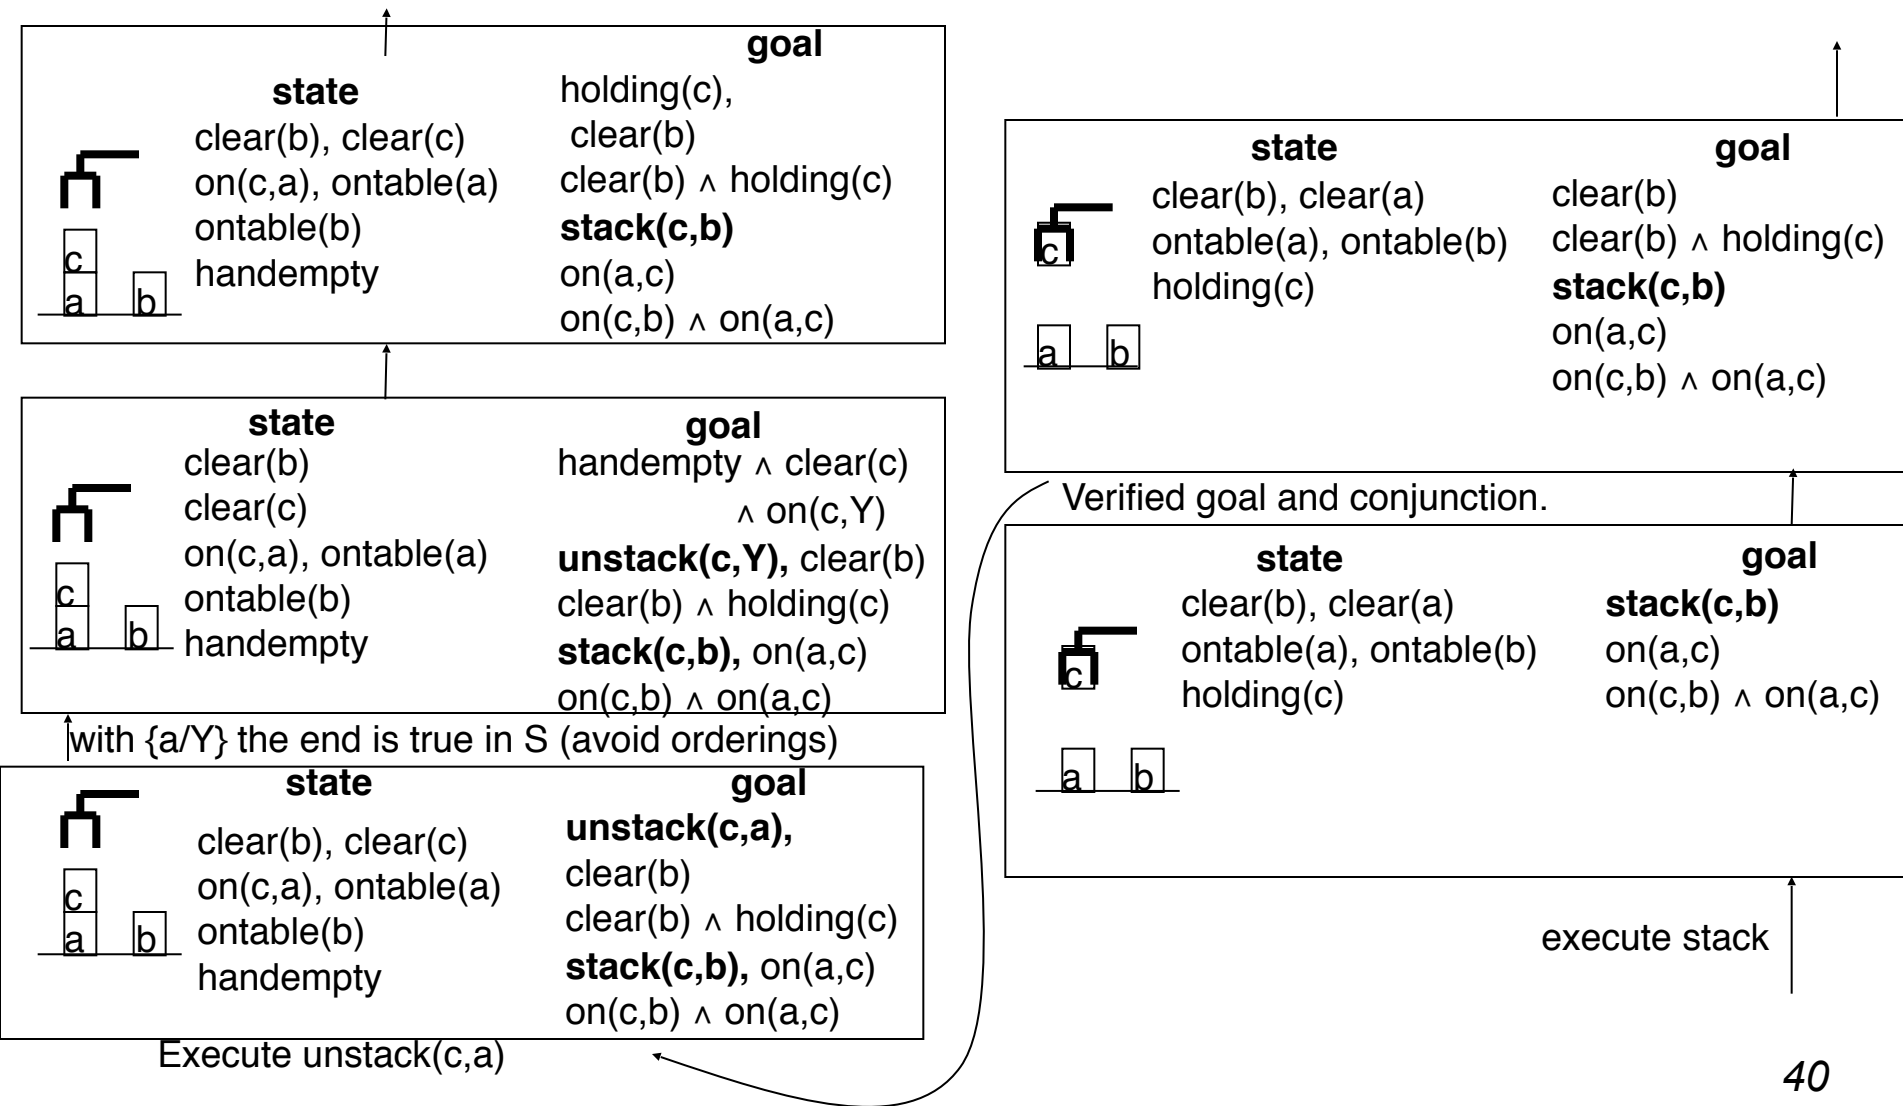 goal
state
holding(c),
clear(b)
clear(b), clear(c)
clear(b) ∧ holding(c)
on(c,a), ontable(a)
stack(c,b)
ontable(b)
on(a,c)
handempty
on(c,b) ∧ on(a,c)
c
a
b
state
goal
clear(b)
handempty ∧ clear(c)
clear(c)
∧ on(c,Y)
on(c,a), ontable(a)
unstack(c,Y), clear(b)
ontable(b)
clear(b) ∧ holding(c)
handempty
stack(c,b), on(a,c)
on(c,b) ∧ on(a,c)
c
a
b
with {a/Y} the end is true in S (avoid orderings)
state
goal
unstack(c,a),
clear(b), clear(c)
clear(b)
on(c,a), ontable(a)
clear(b) ∧ holding(c)
ontable(b)
stack(c,b), on(a,c)
handempty
on(c,b) ∧ on(a,c)
c
a
b
Execute unstack(c,a)
state
goal
clear(b), clear(a)
clear(b)
ontable(a), ontable(b)
clear(b) ∧ holding(c)
holding(c)
stack(c,b)
on(a,c)
on(c,b) ∧ on(a,c)
c
a
b
Verified goal and conjunction.
state
goal
clear(b), clear(a)
stack(c,b)
ontable(a), ontable(b)
on(a,c)
holding(c)
on(c,b) ∧ on(a,c)
c
a
b
execute stack
40